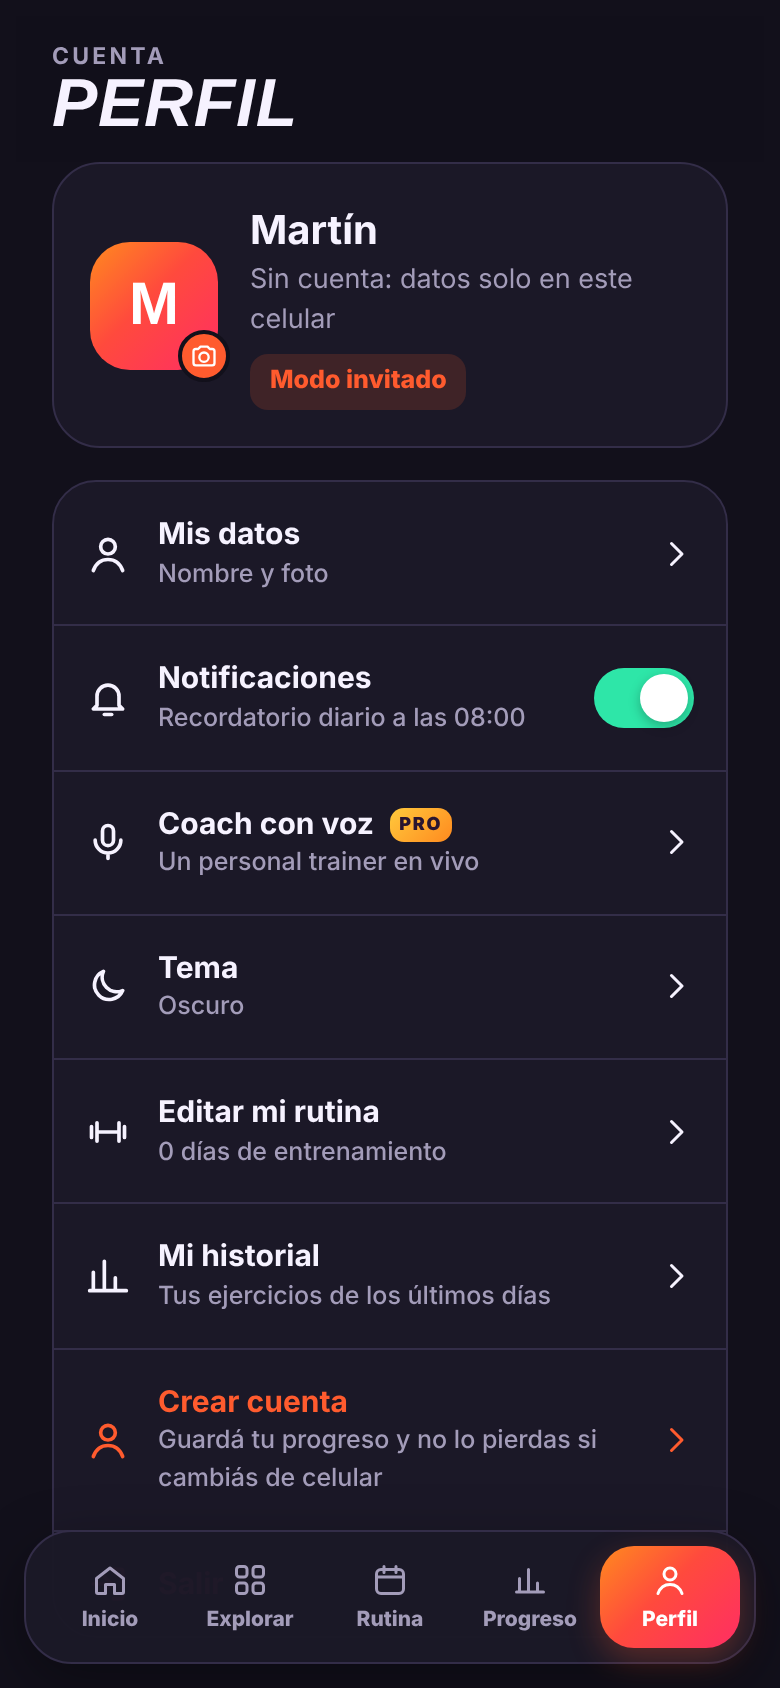 CUENTA
PERFIL
M
Martín
Sin cuenta: datos solo en este
celular
Modo invitado
Mis datos
Nombre y foto
Notificaciones
Recordatorio diario a las 08:00
Coach con voz PRO
Un personal trainer en vivo
Tema
Oscuro
Editar mi rutina
0 días de entrenamiento
Mi historial
Tus ejercicios de los últimos días
Crear cuenta
Guardá tu progreso y no lo pierdas si
cambiás de celular
Salir
Inicio
Explorar
Rutina
Progreso
Perfil